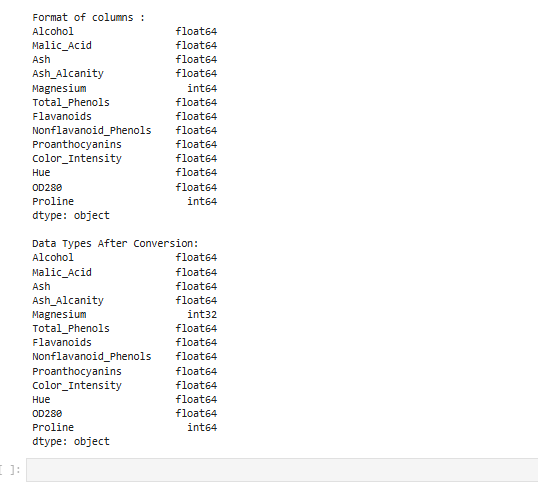 Format of columns :
Alcohol                 float64
Malic_Acid              float64
Ash                     float64
Ash_Alcanity            float64
Magnesium                 int64
Total_Phenols           float64
Flavanoids              float64
Nonflavanoid_Phenols    float64
Proanthocyanins         float64
Color_Intensity         float64
Hue                     float64
OD280                   float64
Proline                   int64
dtype: object
Data Types After Conversion:
Alcohol                 float64
Malic_Acid              float64
Ash                     float64
Ash_Alcanity            float64
Magnesium                 int32
Total_Phenols           float64
Flavanoids              float64
Nonflavanoid_Phenols    float64
Proanthocyanins         float64
Color_Intensity         float64
Hue                     float64
OD280                   float64
Proline                   int64
dtype: object
[ ]: